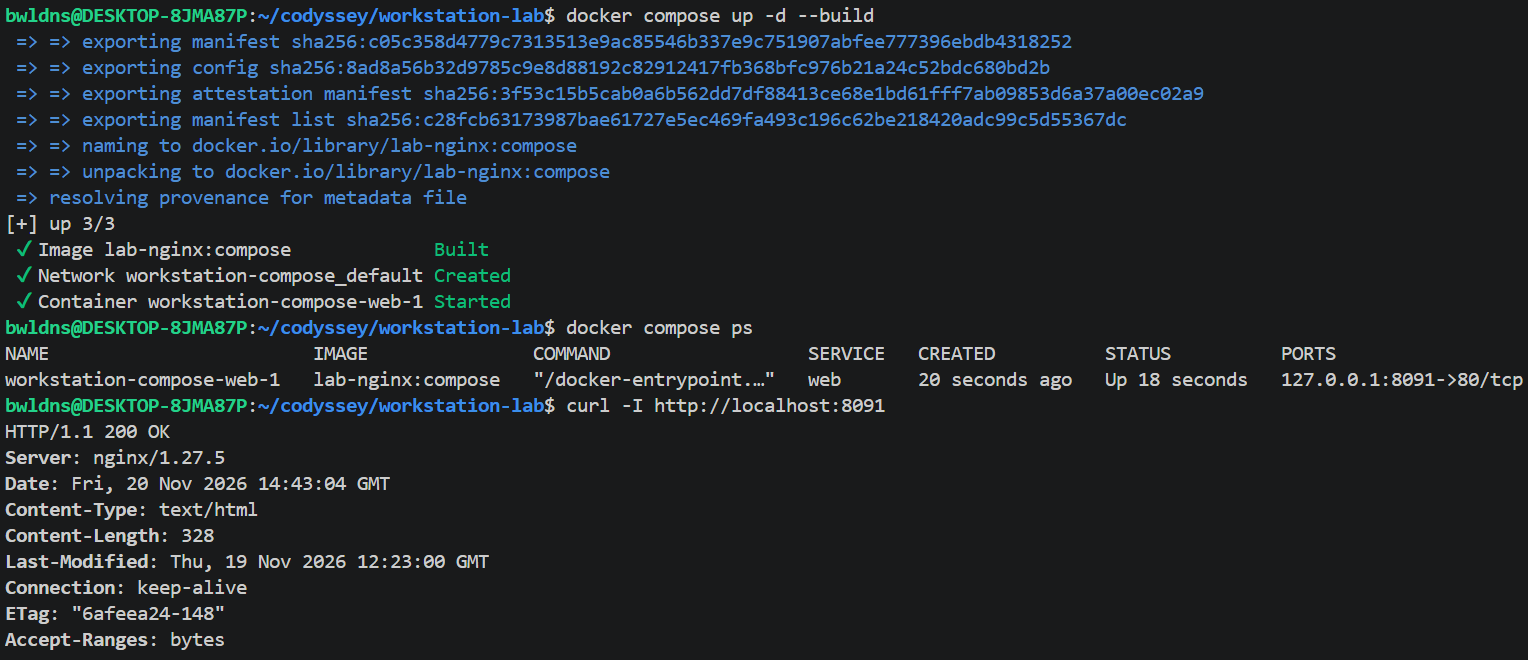 bwldns@DESKTOP-8JMA87P:~/codyssey/workstation-lab$ docker compose up -d --build
=> => exporting manifest sha256:c05c358d4779c7313513e9ac85546b337e9c751907abfee777396ebdb4318252
=> => exporting config sha256:8ad8a56b32d9785c9e8d88192c82912417fb368bfc976b21a24c52bdc680bd2b
=> => exporting attestation manifest sha256:3f53c15b5cab0a6b562dd7df88413ce68e1bd61fff7ab09853d6a37a00ec02a9
=> => exporting manifest list sha256:c28fcb63173987bae61727e5ec469fa493c196c62be218420adc99c5d55367dc
=> => naming to docker.io/library/lab-nginx:compose
=> => unpacking to docker.io/library/lab-nginx:compose
=> resolving provenance for metadata file
[+] up 3/3
✓ Image lab-nginx:compose Built
✓ Network workstation-compose_default Created
✓ Container workstation-compose-web-1 Started
bwldns@DESKTOP-8JMA87P:~/codyssey/workstation-lab$ docker compose ps
NAME IMAGE COMMAND SERVICE CREATED STATUS PORTS
workstation-compose-web-1 lab-nginx:compose "/docker-entrypoint.…" web 20 seconds ago Up 18 seconds 127.0.0.1:8091->80/tcp
bwldns@DESKTOP-8JMA87P:~/codyssey/workstation-lab$ curl -I http://localhost:8091
HTTP/1.1 200 OK
Server: nginx/1.27.5
Date: Fri, 20 Nov 2026 14:43:04 GMT
Content-Type: text/html
Content-Length: 328
Last-Modified: Thu, 19 Nov 2026 12:23:00 GMT
Connection: keep-alive
ETag: "6afeea24-148"
Accept-Ranges: bytes